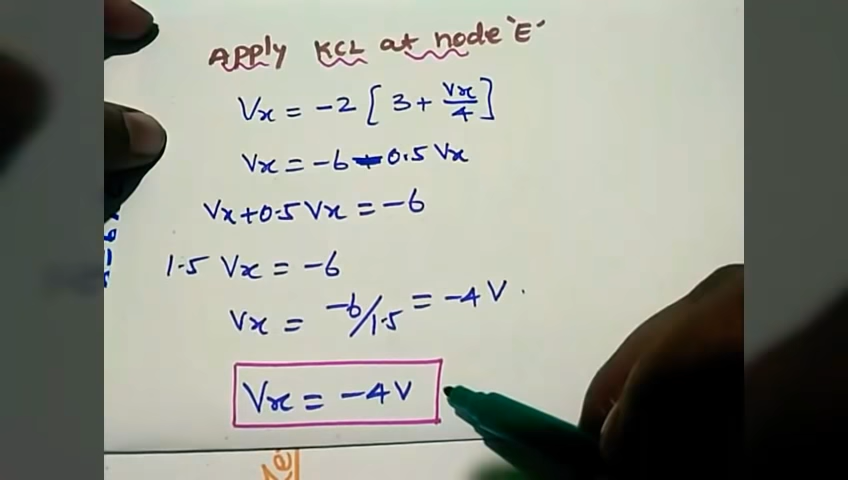 Apply KCL at node 'E'
Vx = -2 [ 3 + Vx/4 ]
Vx = -6 - 0.5 Vx
Vx + 0.5 Vx = -6
1.5 Vx = -6
Vx = -6/1.5 = -4 V.
Vx = -4V